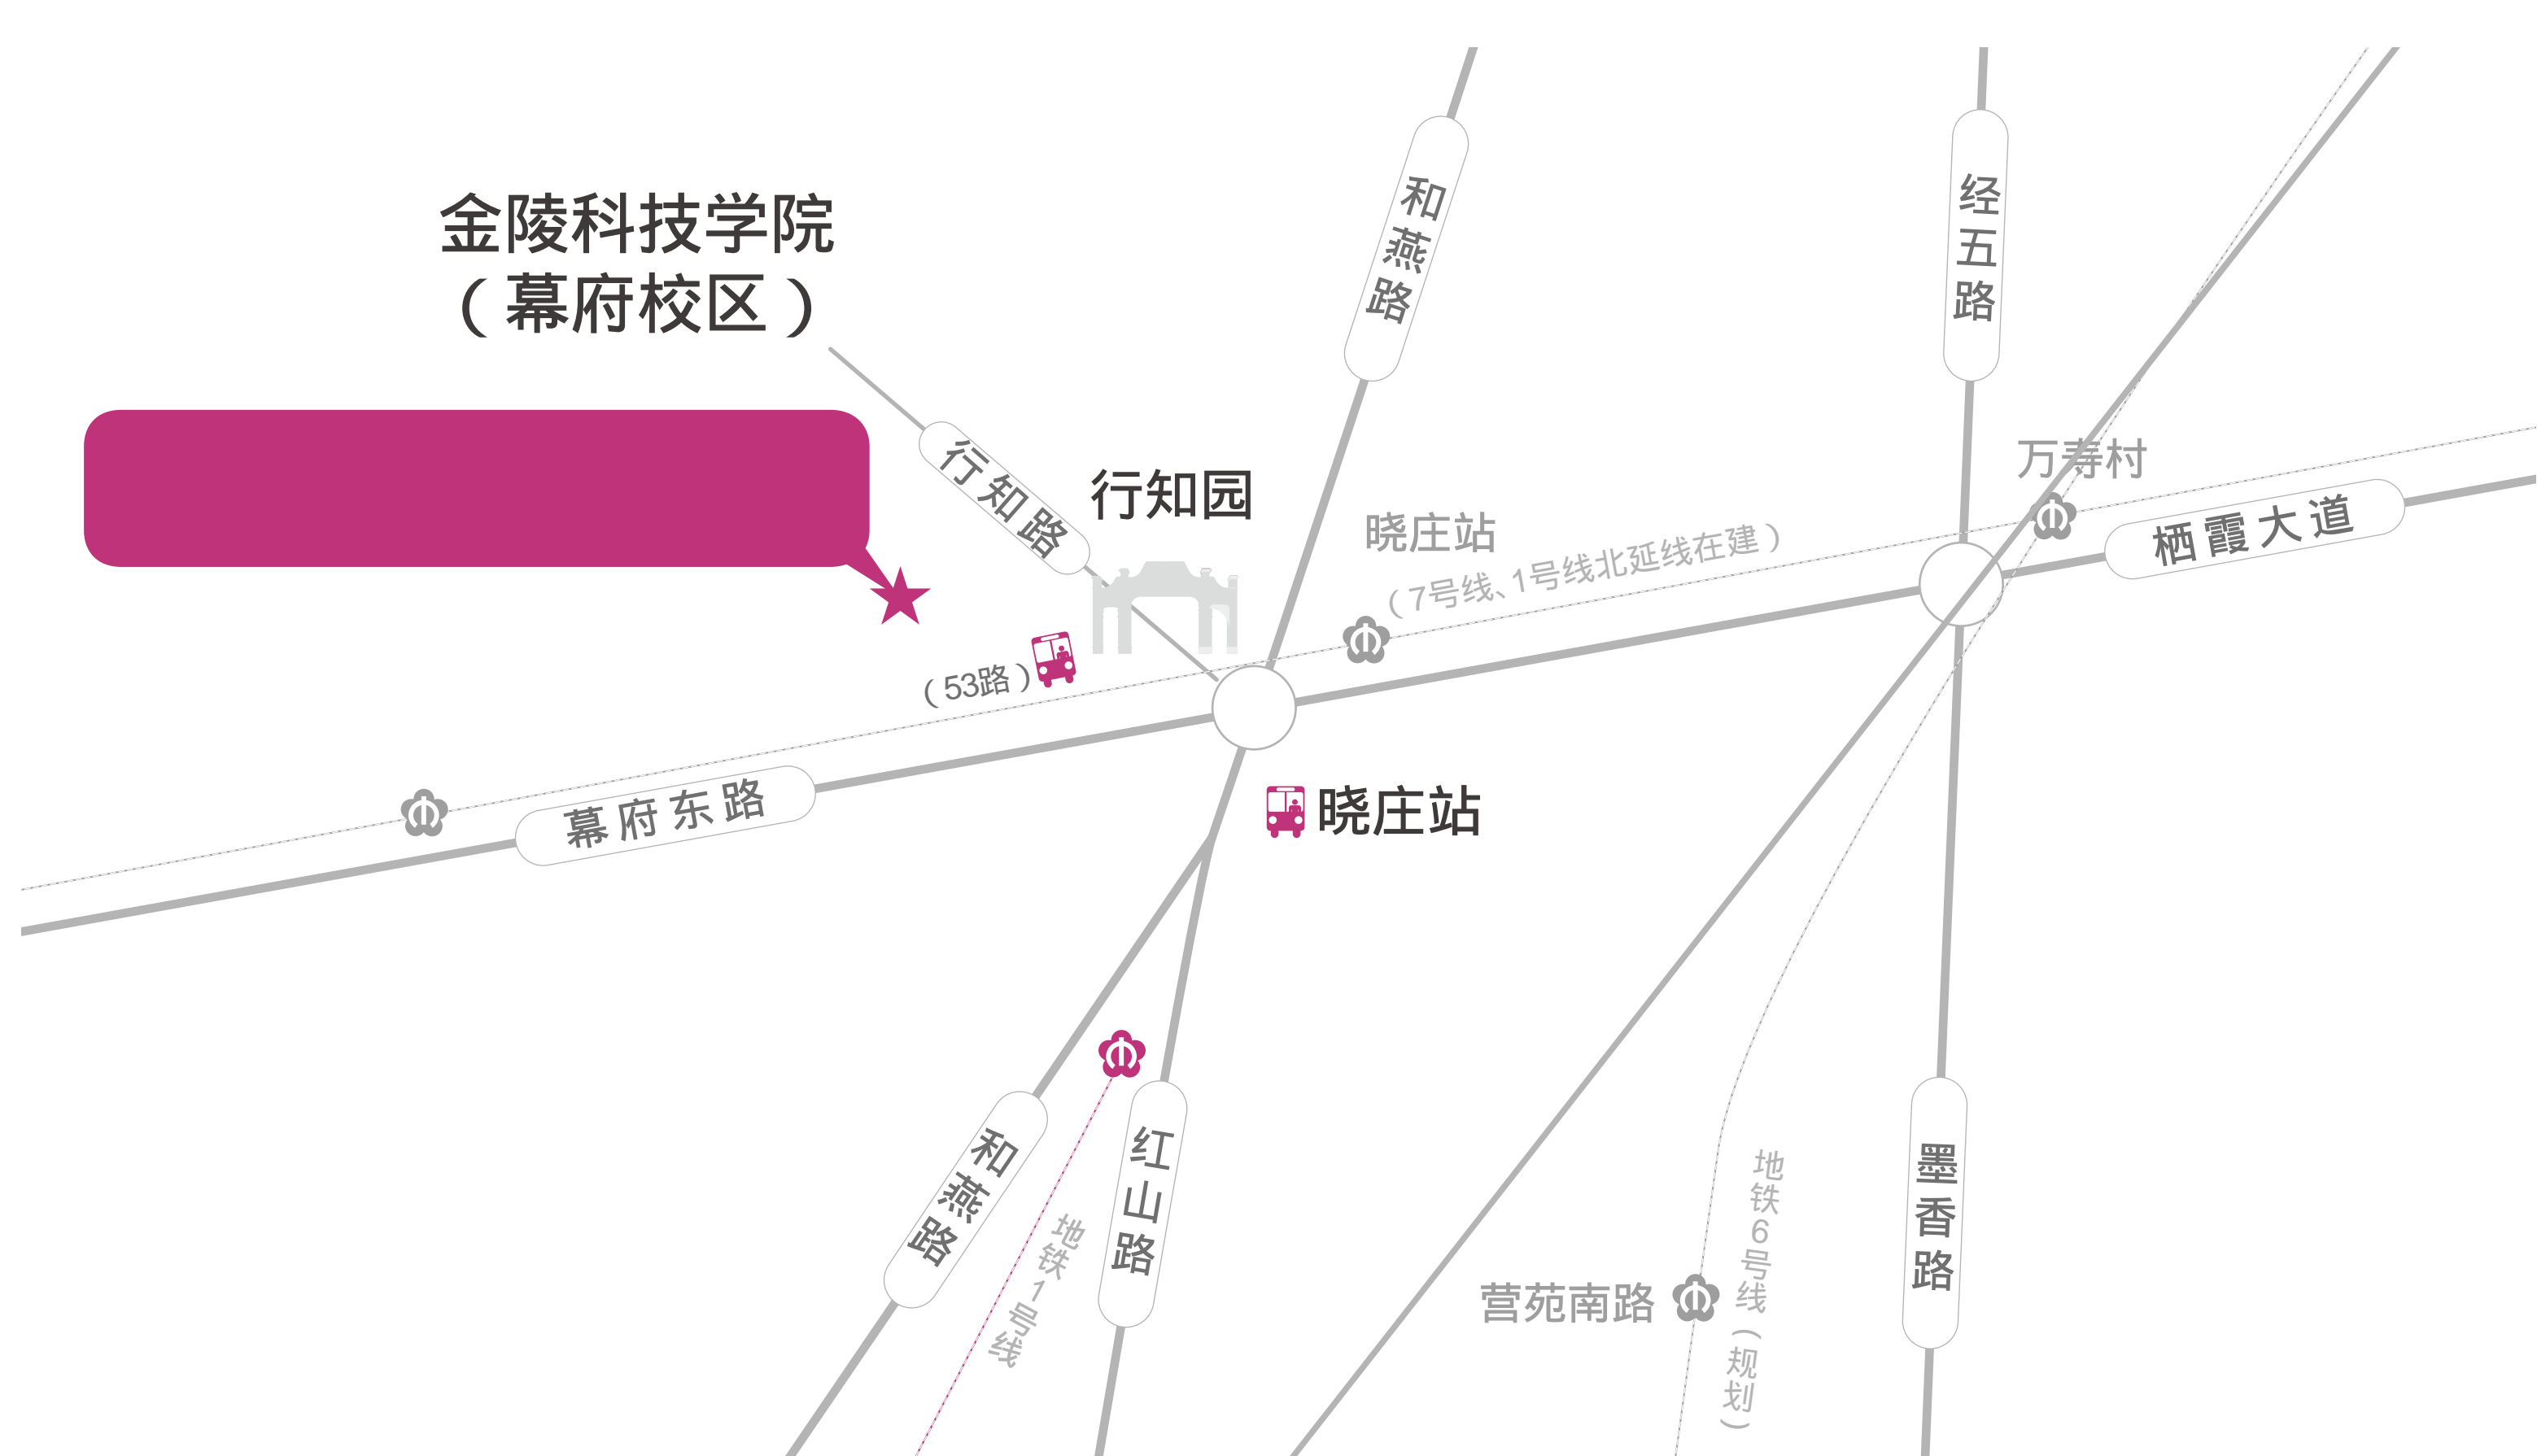 金陵科技学院
（幕府校区）
和燕路
经五路
行知路
行知园
万寿村
晓庄站
（7号线、1号线北延线在建）
栖霞大道
（53路）
幕府东路
晓庄站
和燕路
地铁1号线
红山路
营苑南路
地铁6号线（规划）
墨香路